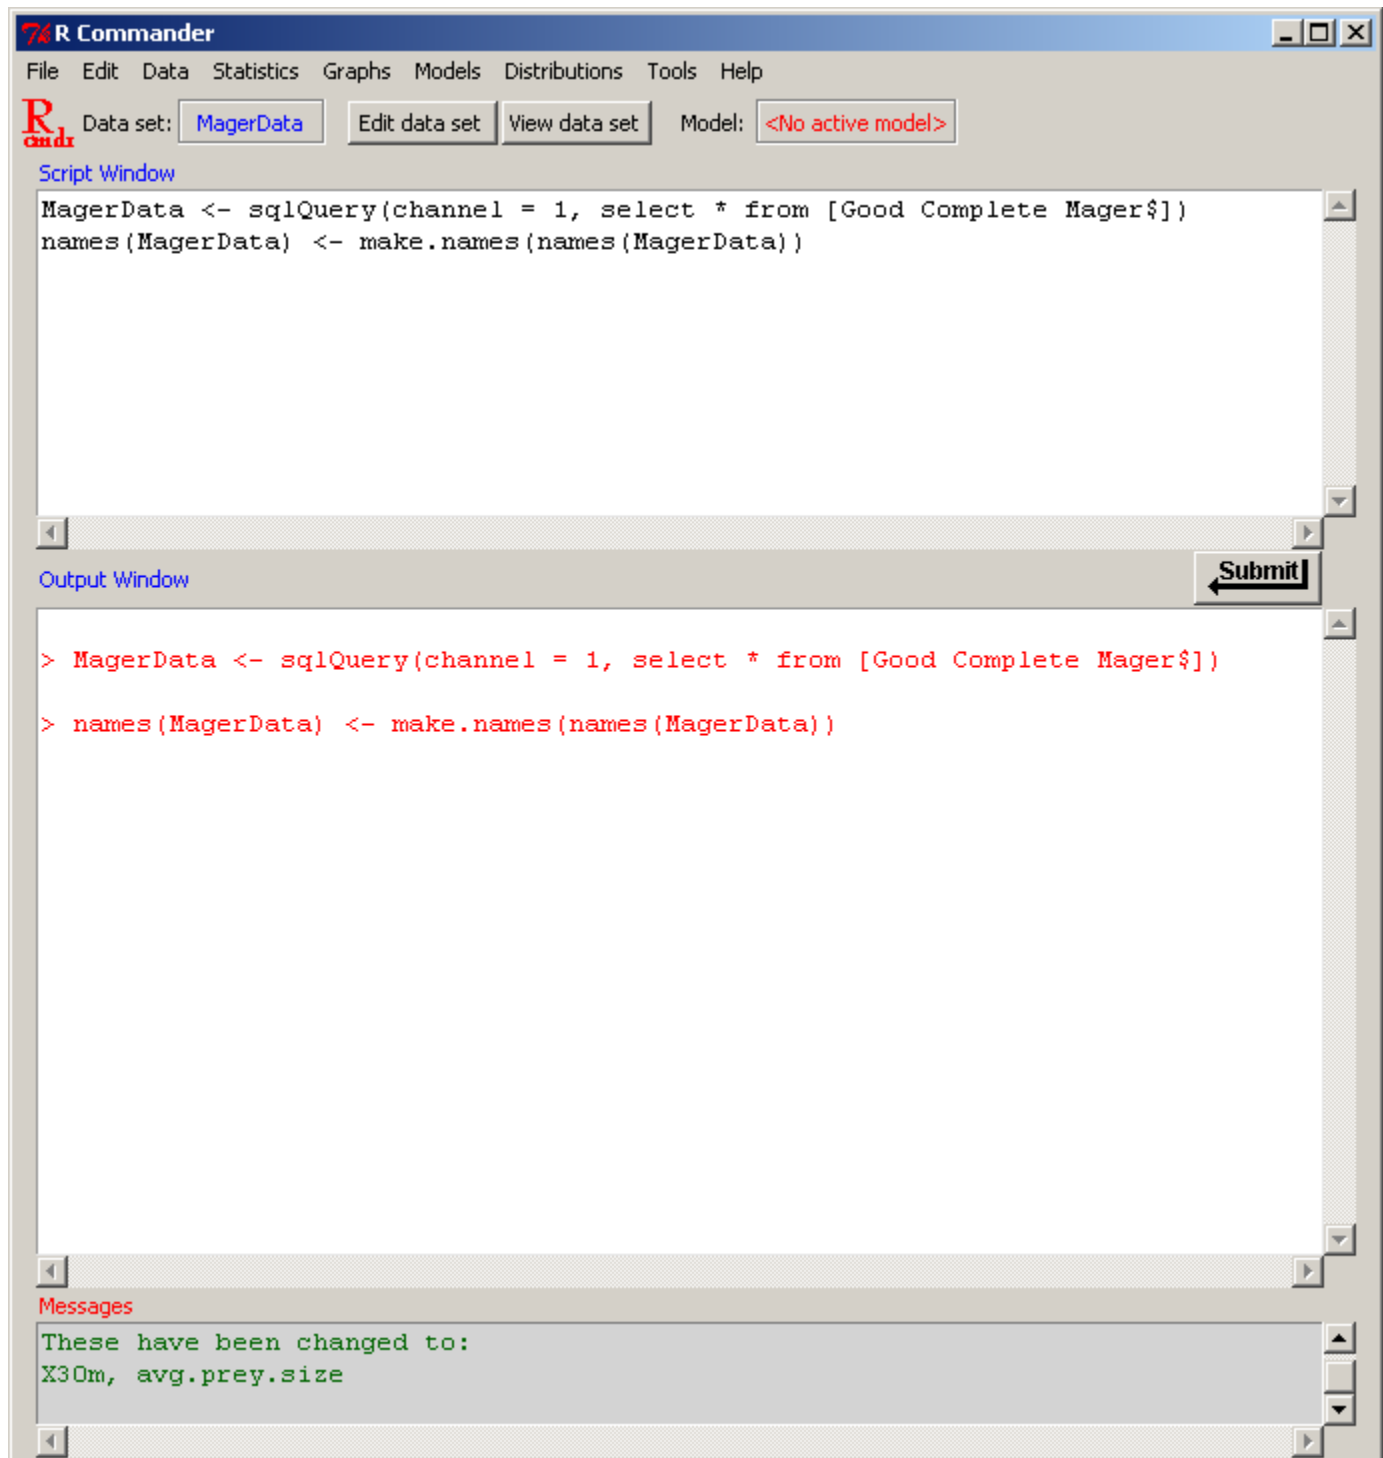 R Commander
File Edit Data Statistics Graphs Models Distributions Tools Help
R cmdr Data set: MagerData Edit data set View data set Model: <No active model>
Script Window
MagerData <- sqlQuery(channel = 1, select * from [Good Complete Mager$])
names(MagerData) <- make.names(names(MagerData))
Output Window Submit
> MagerData <- sqlQuery(channel = 1, select * from [Good Complete Mager$])
> names(MagerData) <- make.names(names(MagerData))
Messages
These have been changed to:
X30m, avg.prey.size